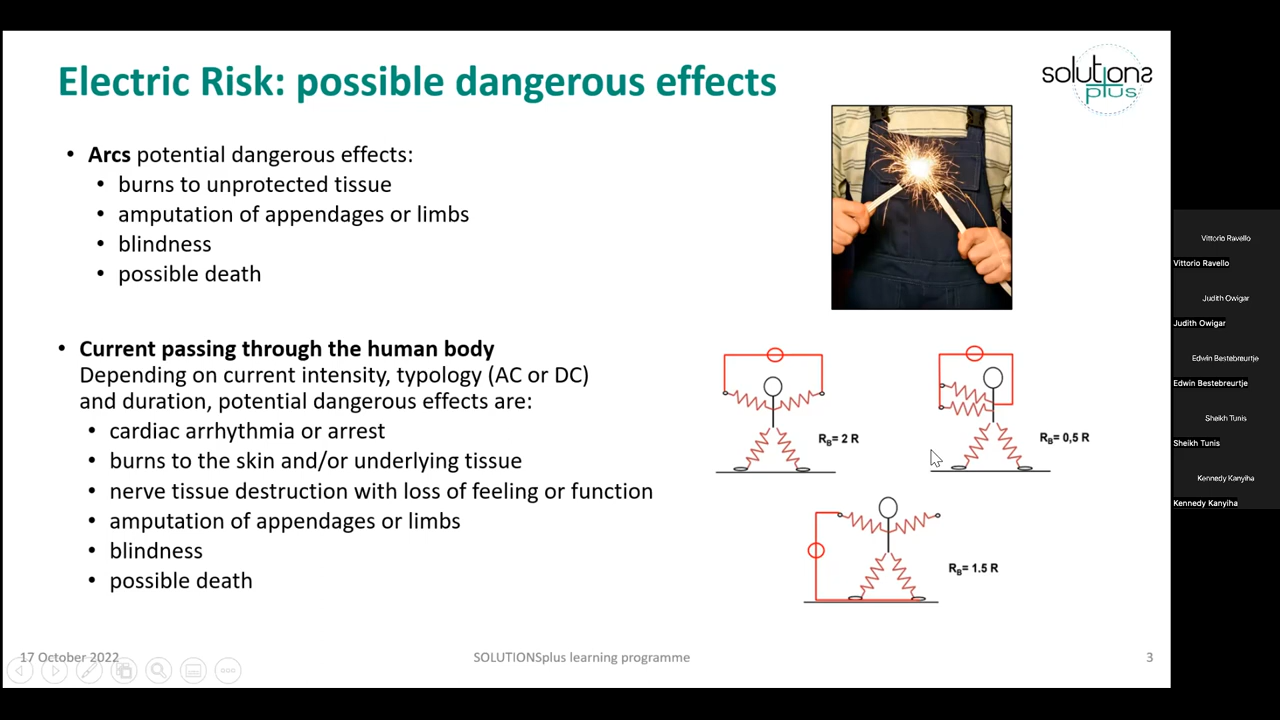 Electric Risk: possible dangerous effects
solutions
plus
• Arcs potential dangerous effects:
• burns to unprotected tissue
• amputation of appendages or limbs
• blindness
• possible death
• Current passing through the human body
Depending on current intensity, typology (AC or DC)
and duration, potential dangerous effects are:
• cardiac arrhythmia or arrest
• burns to the skin and/or underlying tissue
• nerve tissue destruction with loss of feeling or function
• amputation of appendages or limbs
• blindness
• possible death
RB= 2 R
RB= 0,5 R
RB= 1.5 R
17 October 2022
SOLUTIONSplus learning programme
3
Vittorio Ravello
Vittorio Ravello
Judith Owigar
Judith Owigar
Edwin Bestebreurtje
Edwin Bestebreurtje
Sheikh Tunis
Sheikh Tunis
Kennedy Kanyiha
Kennedy Kanyiha